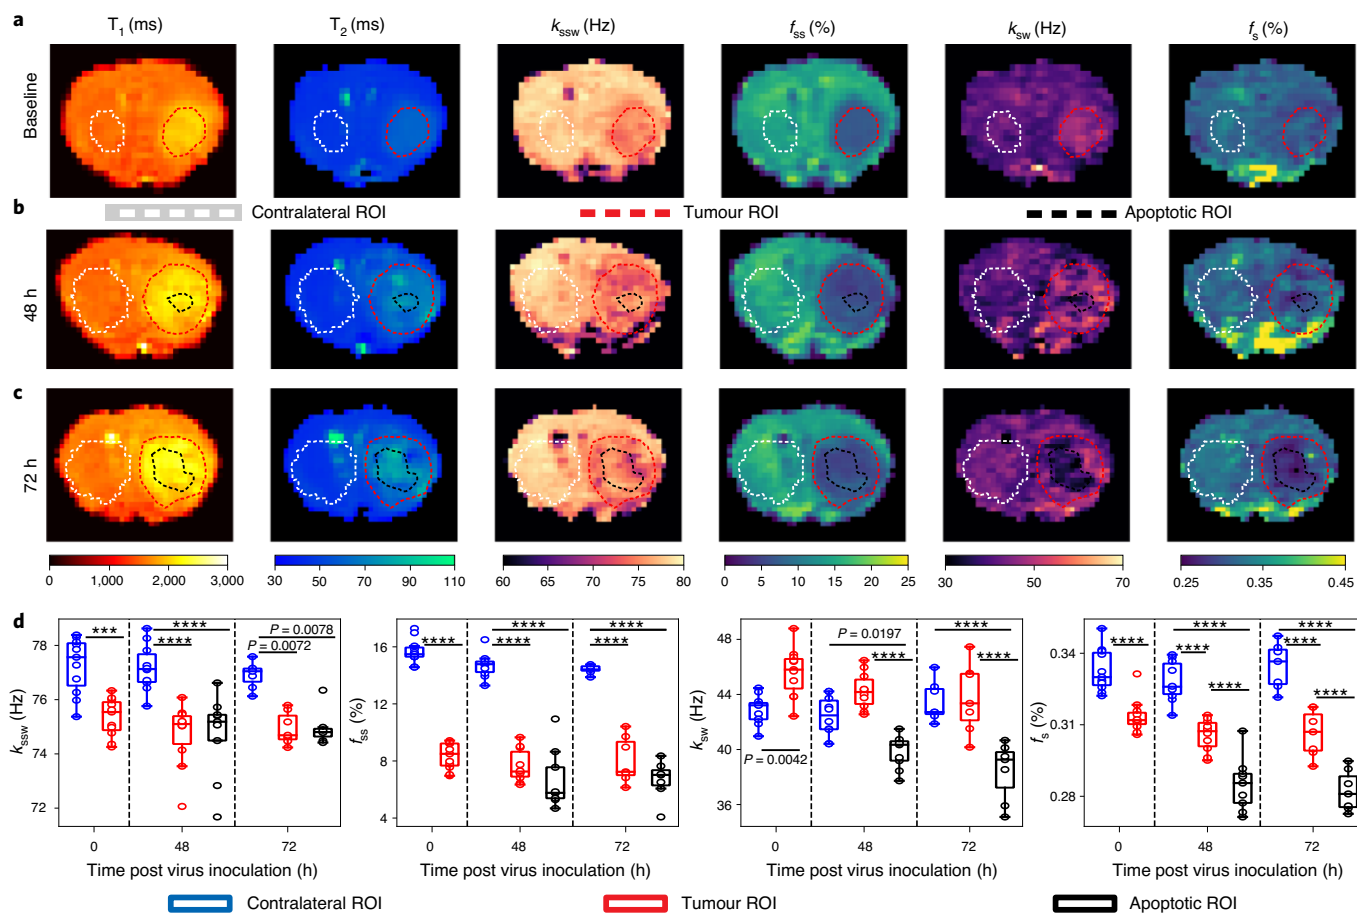 a
T1 (ms)
T2 (ms)
kssw (Hz)
fss (%)
ksw (Hz)
fs (%)
Baseline
b
Contralateral ROI
Tumour ROI
Apoptotic ROI
48 h
c
72 h
0 1,000 2,000 3,000
30 50 70 90 110
60 65 70 75 80
0 5 10 15 20 25
30 50 70
0.25 0.35 0.45
d
kssw (Hz)
78
76
74
72
***
****
****
P = 0.0078
P = 0.0072
0 48 72
Time post virus inoculation (h)
fss (%)
16
12
8
4
****
****
****
****
****
0 48 72
Time post virus inoculation (h)
ksw (Hz)
48
44
40
36
P = 0.0042
P = 0.0197
****
****
****
0 48 72
Time post virus inoculation (h)
fs (%)
0.34
0.31
0.28
****
****
****
****
****
****
****
0 48 72
Time post virus inoculation (h)
Contralateral ROI
Tumour ROI
Apoptotic ROI